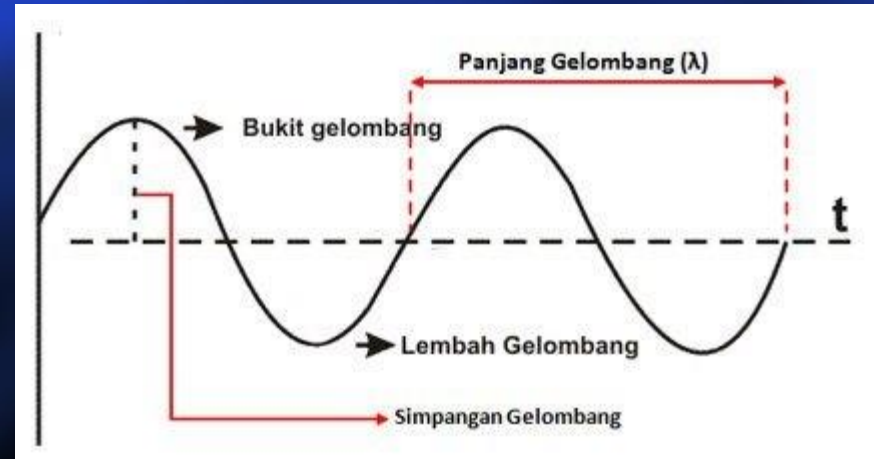 Panjang Gelombang (λ)
Bukit gelombang
t
Lembah Gelombang
Simpangan Gelombang